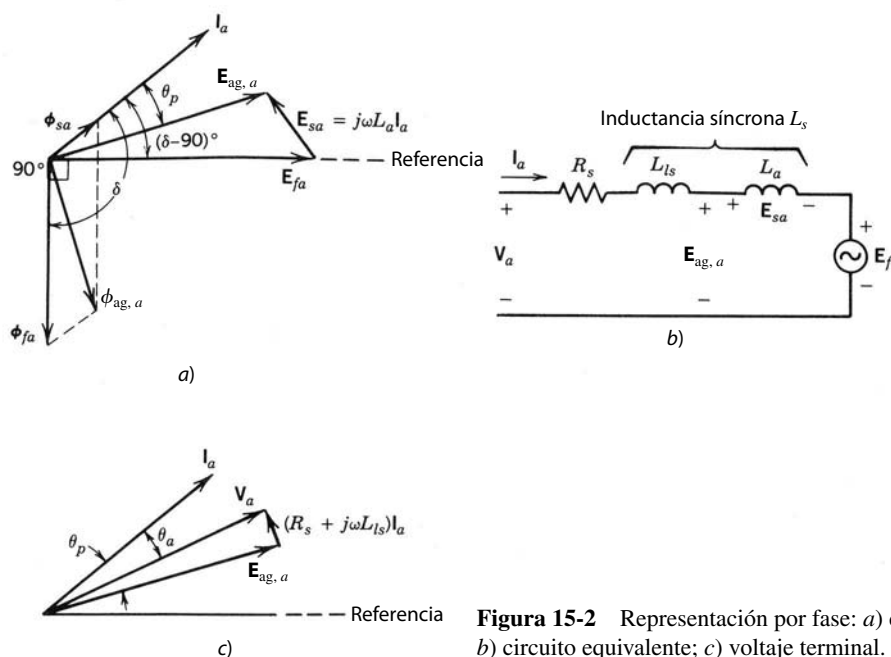 I_a
E_ag, a
θ_p
ϕ_sa
E_sa = jωL_aI_a
(δ–90)°
90°
Referencia
δ
E_fa
ϕ_ag, a
ϕ_fa
a)
Inductancia síncrona L_s
I_a
R_s
L_ls
L_a
+
+
+
E_sa
–
+
V_a
E_ag, a
E_f
–
–
–
b)
I_a
V_a
θ_p
θ_a
(R_s + jωL_ls)I_a
E_ag, a
Referencia
c)
Figura 15-2 Representación por fase: a)
b) circuito equivalente; c) voltaje terminal.